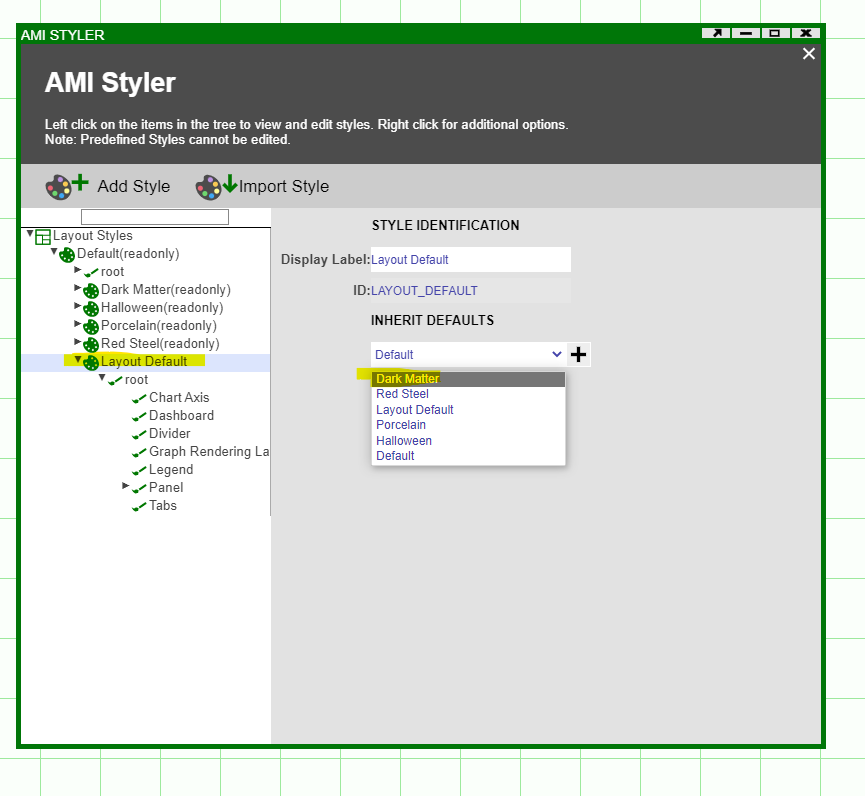 AMI STYLER
AMI Styler
Left click on the items in the tree to view and edit styles. Right click for additional options.
Note: Predefined Styles cannot be edited.
Add Style
Import Style
Layout Styles
Default(readonly)
root
Dark Matter(readonly)
Halloween(readonly)
Porcelain(readonly)
Red Steel(readonly)
Layout Default
root
Chart Axis
Dashboard
Divider
Graph Rendering La
Legend
Panel
Tabs
STYLE IDENTIFICATION
Display Label: Layout Default
ID: LAYOUT_DEFAULT
INHERIT DEFAULTS
Default
Dark Matter
Red Steel
Layout Default
Porcelain
Halloween
Default